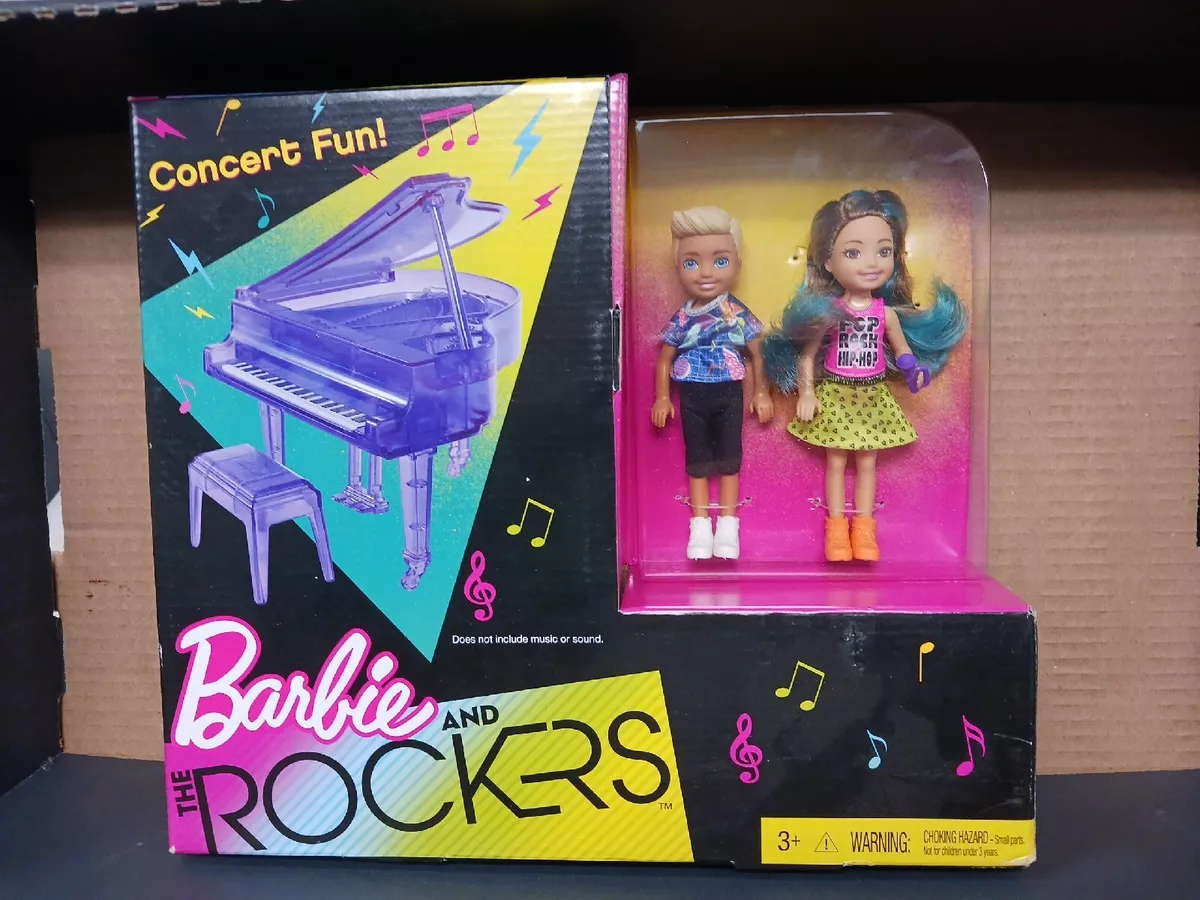 Concert Fun!
POP
ROCK
HIP-HOP
Does not include music or sound.
Barbie AND
THE ROCKERS™
3+ ⚠ WARNING: CHOKING HAZARD – Small parts.
Not for children under 3 years.